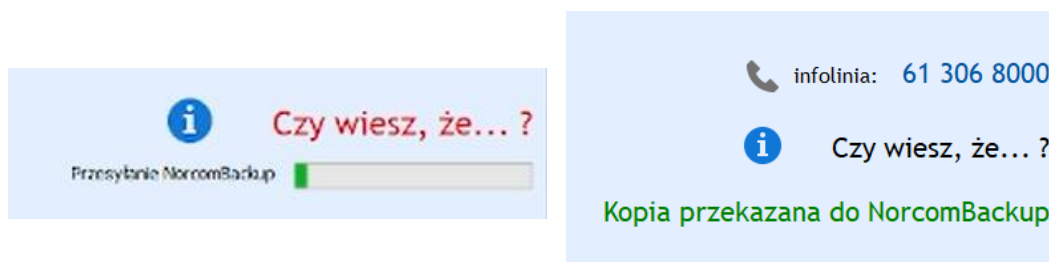 Czy wiesz, że... ?
Przesyłanie NorcomBackup
infolinia: 61 306 8000
Czy wiesz, że... ?
Kopia przekazana do NorcomBackup